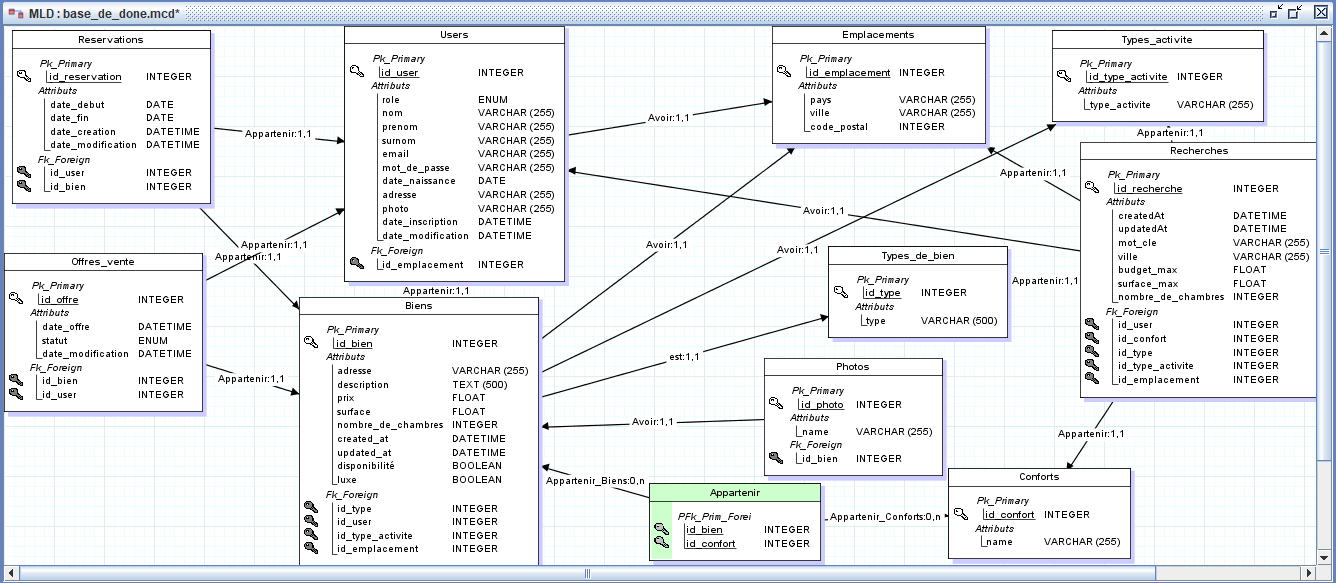 MLD : base_de_done.mcd*
Reservations
Pk_Primary
id_reservation INTEGER
Attributs
date_debut DATE
date_fin DATE
date_creation DATETIME
date_modification DATETIME
Fk_Foreign
id_user INTEGER
id_bien INTEGER
Users
Pk_Primary
id_user INTEGER
Attributs
role ENUM
nom VARCHAR (255)
prenom VARCHAR (255)
surnom VARCHAR (255)
email VARCHAR (255)
mot_de_passe VARCHAR (255)
date_naissance DATE
adresse VARCHAR (255)
photo VARCHAR (255)
date_inscription DATETIME
date_modification DATETIME
Fk_Foreign
id_emplacement INTEGER
Emplacements
Pk_Primary
id_emplacement INTEGER
Attributs
pays VARCHAR (255)
ville VARCHAR (255)
code_postal INTEGER
Types_activite
Pk_Primary
id_type_activite INTEGER
Attributs
type_activite VARCHAR (255)
Appartenir:1,1
Recherches
Pk_Primary
id_recherche INTEGER
Attributs
createdAt DATETIME
updatedAt DATETIME
mot_cle VARCHAR (255)
ville VARCHAR (255)
budget_max FLOAT
surface_max FLOAT
nombre_de_chambres INTEGER
Fk_Foreign
id_user INTEGER
id_confort INTEGER
id_type INTEGER
id_type_activite INTEGER
id_emplacement INTEGER
Appartenir:1,1
Avoir:1,1
Appartenir:1,1
Avoir:1,1
Appartenir:1,1
Appartenir:1,1
Avoir:1,1
Avoir:1,1
Appartenir:1,1
Offres_vente
Pk_Primary
id_offre INTEGER
Attributs
date_offre DATETIME
statut ENUM
date_modification DATETIME
Fk_Foreign
id_bien INTEGER
id_user INTEGER
Appartenir:1,1
Appartenir:1,1
Biens
Pk_Primary
id_bien INTEGER
Attributs
adresse VARCHAR (255)
description TEXT (500)
prix FLOAT
surface FLOAT
nombre_de_chambres INTEGER
created_at DATETIME
updated_at DATETIME
disponibilité BOOLEAN
luxe BOOLEAN
Fk_Foreign
id_type INTEGER
id_user INTEGER
id_type_activite INTEGER
id_emplacement INTEGER
Types_de_bien
Pk_Primary
id_type INTEGER
Attributs
type VARCHAR (500)
est:1,1
Photos
Pk_Primary
id_photo INTEGER
Attributs
name VARCHAR (255)
Fk_Foreign
id_bien INTEGER
Avoir:1,1
Appartenir:1,1
Appartenir_Biens:0,n
Appartenir
PFk_Prim_Forei
id_bien INTEGER
id_confort INTEGER
Appartenir_Conforts:0,n
Conforts
Pk_Primary
id_confort INTEGER
Attributs
name VARCHAR (255)